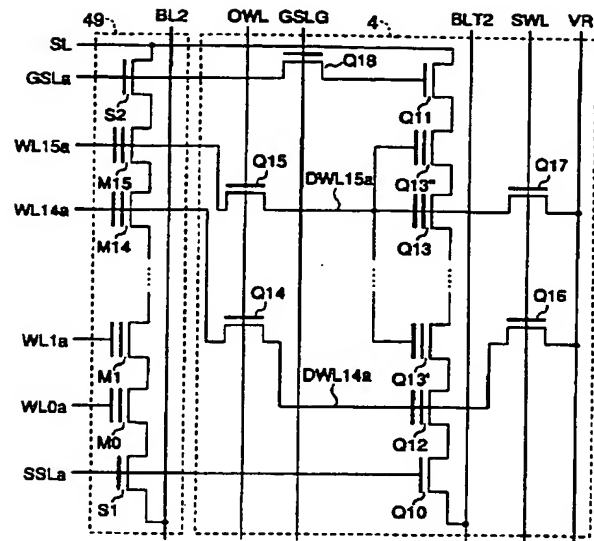 49 BL2 OWL GSLG 4 BLT2 SWL VR
SL
GSLa Q18
S2 Q11
WL15a Q15 DWL15a Q13" Q17
M15
WL14a Q13
M14
Q14 Q16
WL1a
M1 DWL14a Q13'
WL0a
M0 Q12
SSLa
S1 Q10